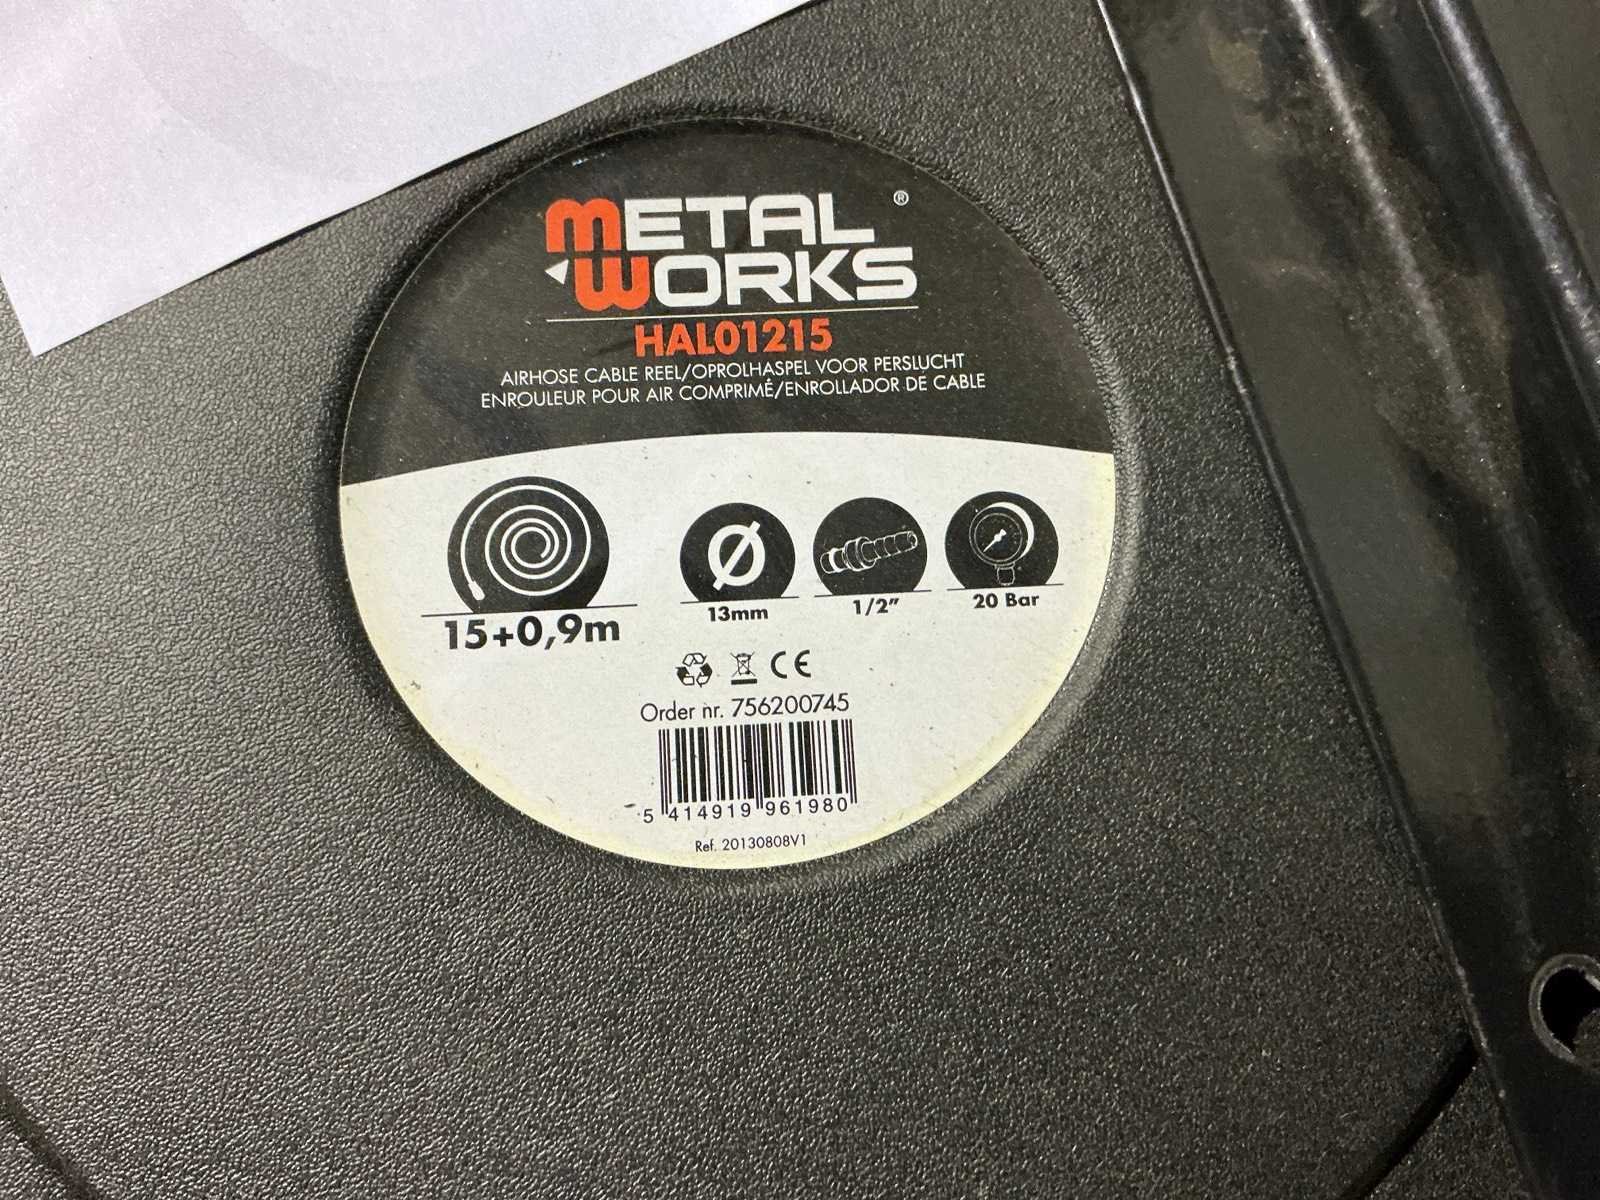 METAL ®
WORKS
HAL01215
AIRHOSE CABLE REEL/OPROLHASPEL VOOR PERSLUCHT
ENROULEUR POUR AIR COMPRIMÉ/ENROLLADOR DE CABLE
15+0,9m
13mm
1/2”
20 Bar
CE
Order nr. 756200745
5 414919 961980
Ref. 20130808V1